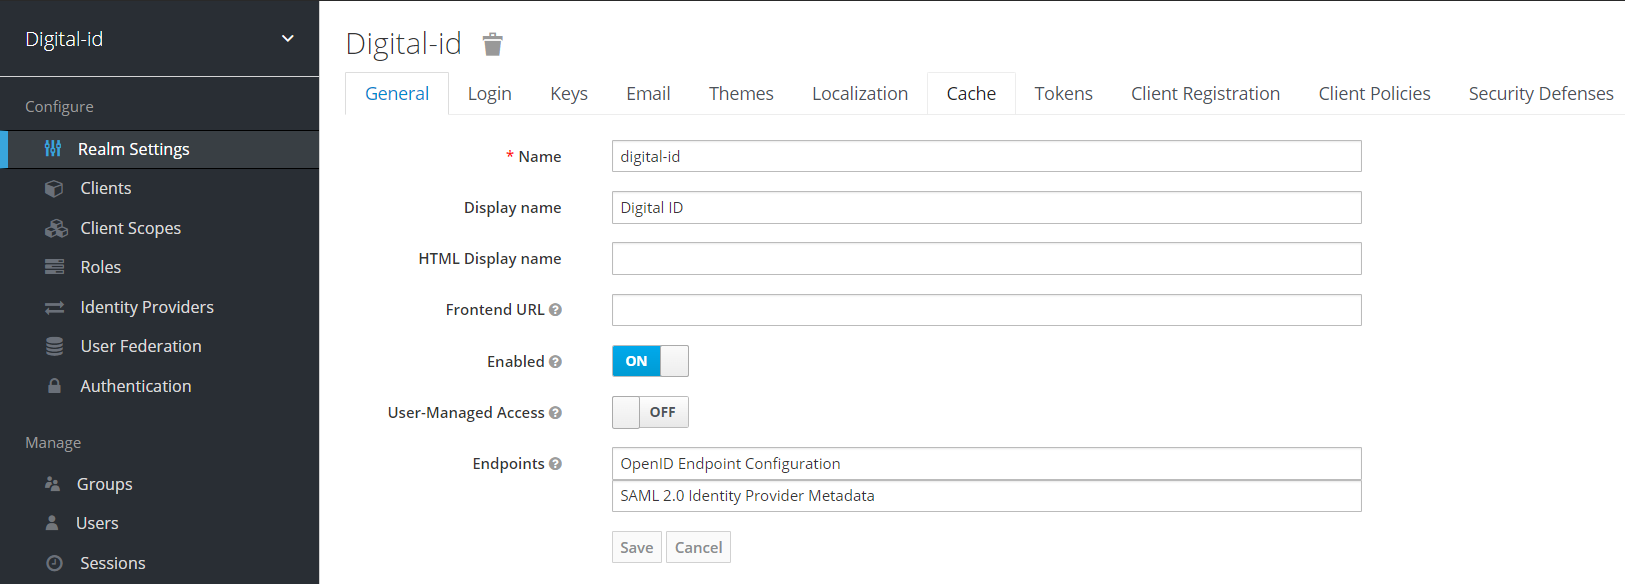 Digital-id
Configure
Realm Settings
Clients
Client Scopes
Roles
Identity Providers
User Federation
Authentication
Manage
Groups
Users
Sessions
Digital-id
General Login Keys Email Themes Localization Cache Tokens Client Registration Client Policies Security Defenses
* Name digital-id
Display name Digital ID
HTML Display name
Frontend URL ?
Enabled ? ON
User-Managed Access ? OFF
Endpoints ? OpenID Endpoint Configuration
SAML 2.0 Identity Provider Metadata
Save Cancel